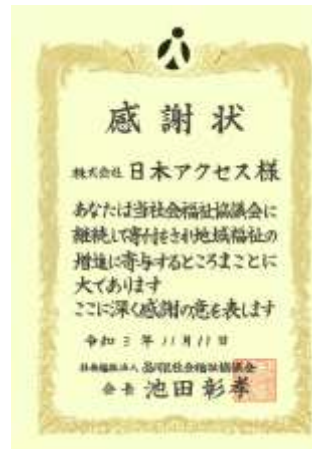 感謝状
株式会社 日本アクセス様
あなたは当社会福祉協議会に
継続して寄付をされ地域福祉の
増進に寄与するところまことに
大であります
ここに深く感謝の意を表します
令和3年11月11日
社会福祉法人 品川区社会福祉協議会
会長 池田彰孝